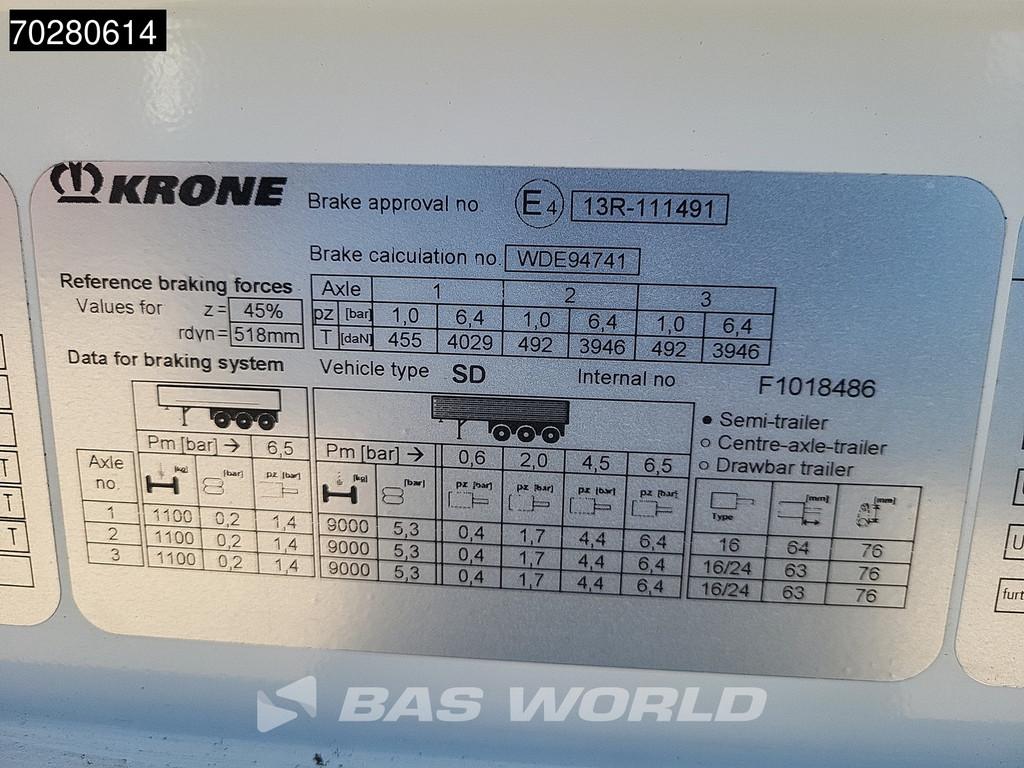 70280614
KRONE Brake approval no E4 13R-111491
Brake calculation no. WDE94741
Reference braking forces
Values for z = 45%
rdyn = 518mm
Axle 1 2 3
pz [bar] 1,0 6,4 1,0 6,4 1,0 6,4
T [daN] 455 4029 492 3946 492 3946
Data for braking system
Vehicle type SD Internal no F1018486
Semi-trailer
Centre-axle-trailer
Drawbar trailer
Pm [bar] → 6,5
Pm [bar] → 0,6 2,0 4,5 6,5
Axle no. [kg] [bar] pz [bar]
[kg] [bar] pz [bar] pz [bar] pz [bar] pz [bar]
Type [mm] [mm]
1 1100 0,2 1,4 9000 5,3 0,4 1,7 4,4 6,4 16 64 76
2 1100 0,2 1,4 9000 5,3 0,4 1,7 4,4 6,4 16/24 63 76
3 1100 0,2 1,4 9000 5,3 0,4 1,7 4,4 6,4 16/24 63 76
T
T
T
U
furt
BAS WORLD